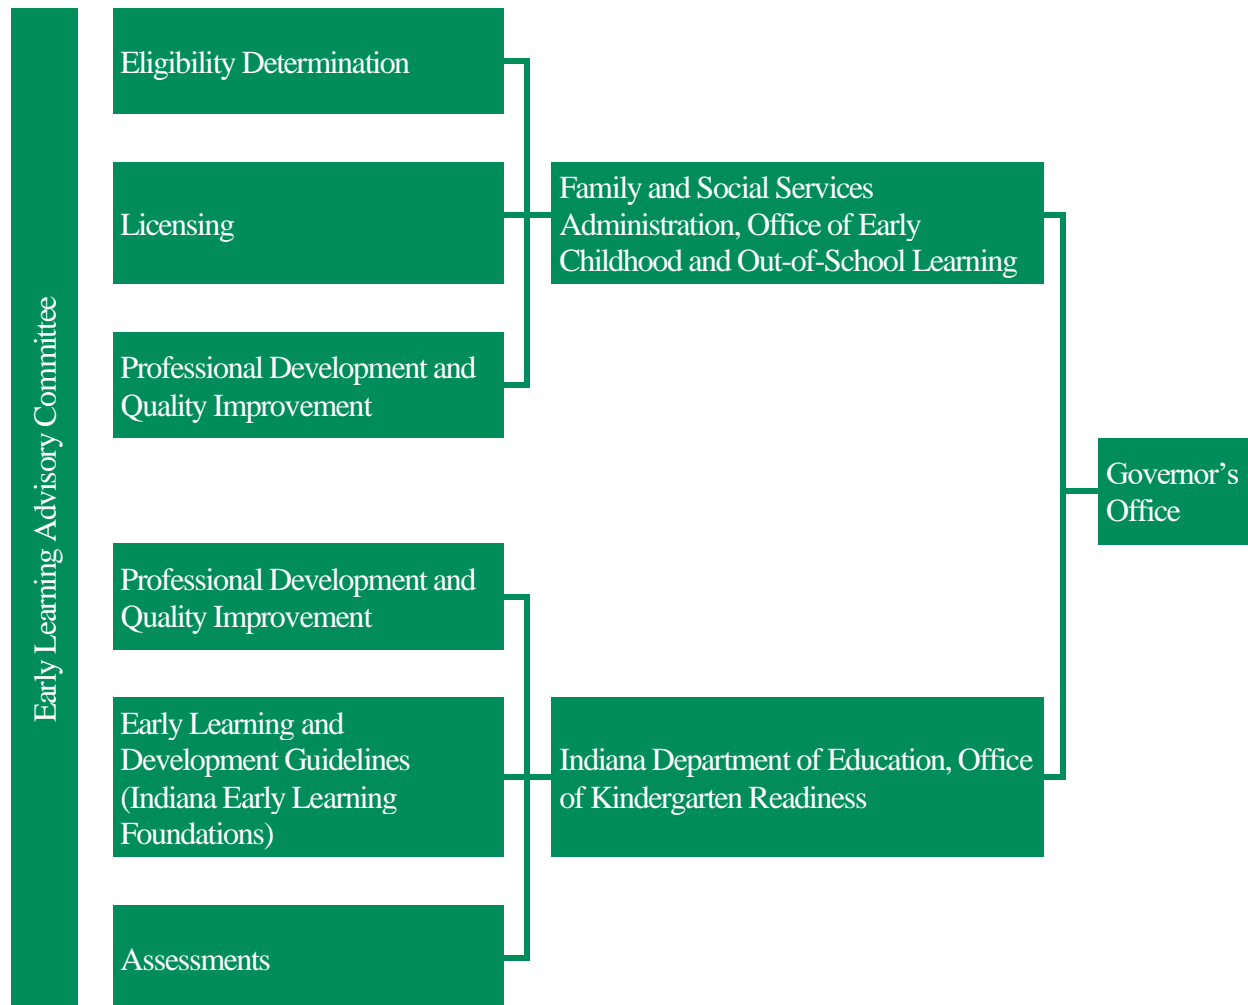 Early Learning Advisory Committee
Eligibility Determination
Licensing
Professional Development and
Quality Improvement
Family and Social Services
Administration, Office of Early
Childhood and Out-of-School Learning
Professional Development and
Quality Improvement
Early Learning and
Development Guidelines
(Indiana Early Learning
Foundations)
Assessments
Indiana Department of Education, Office
of Kindergarten Readiness
Governor’s
Office